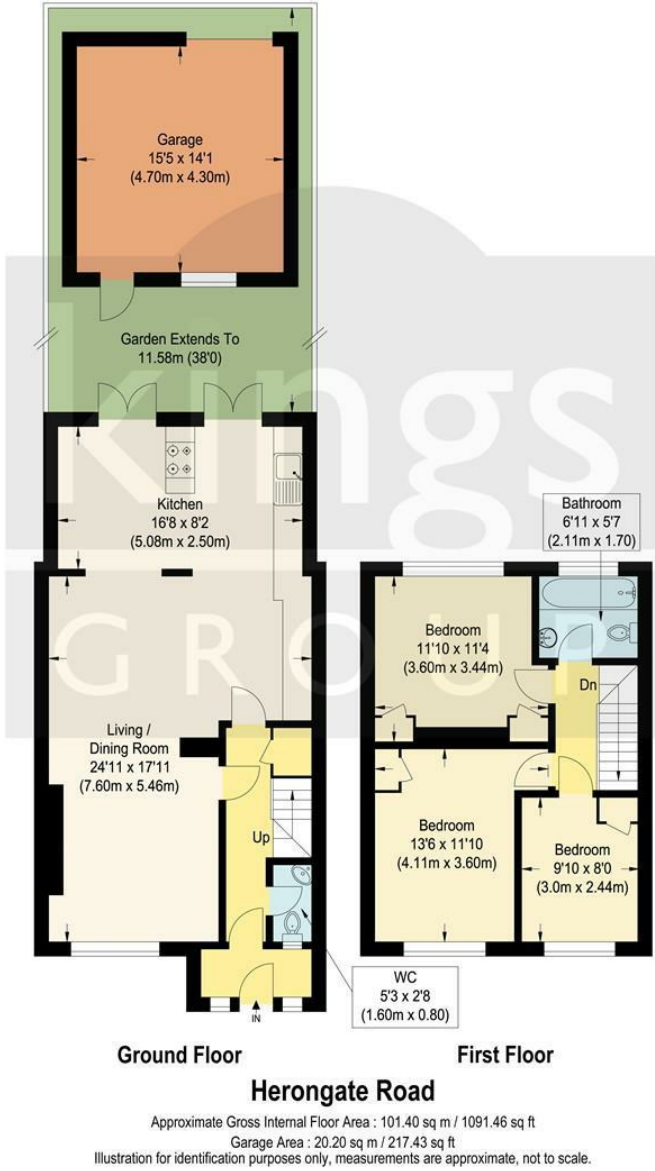 Garage
15'5 x 14'1
(4.70m x 4.30m)
Garden Extends To
11.58m (38'0)
kings
GROUP
Kitchen
16'8 x 8'2
(5.08m x 2.50m)
Bathroom
6'11 x 5'7
(2.11m x 1.70)
Bedroom
11'10 x 11'4
(3.60m x 3.44m)
Dn
Living /
Dining Room
24'11 x 17'11
(7.60m x 5.46m)
Up
Bedroom
13'6 x 11'10
(4.11m x 3.60m)
Bedroom
9'10 x 8'0
(3.0m x 2.44m)
WC
5'3 x 2'8
(1.60m x 0.80)
IN
Ground Floor
First Floor
Herongate Road
Approximate Gross Internal Floor Area : 101.40 sq m / 1091.46 sq ft
Garage Area : 20.20 sq m / 217.43 sq ft
Illustration for identification purposes only, measurements are approximate, not to scale.